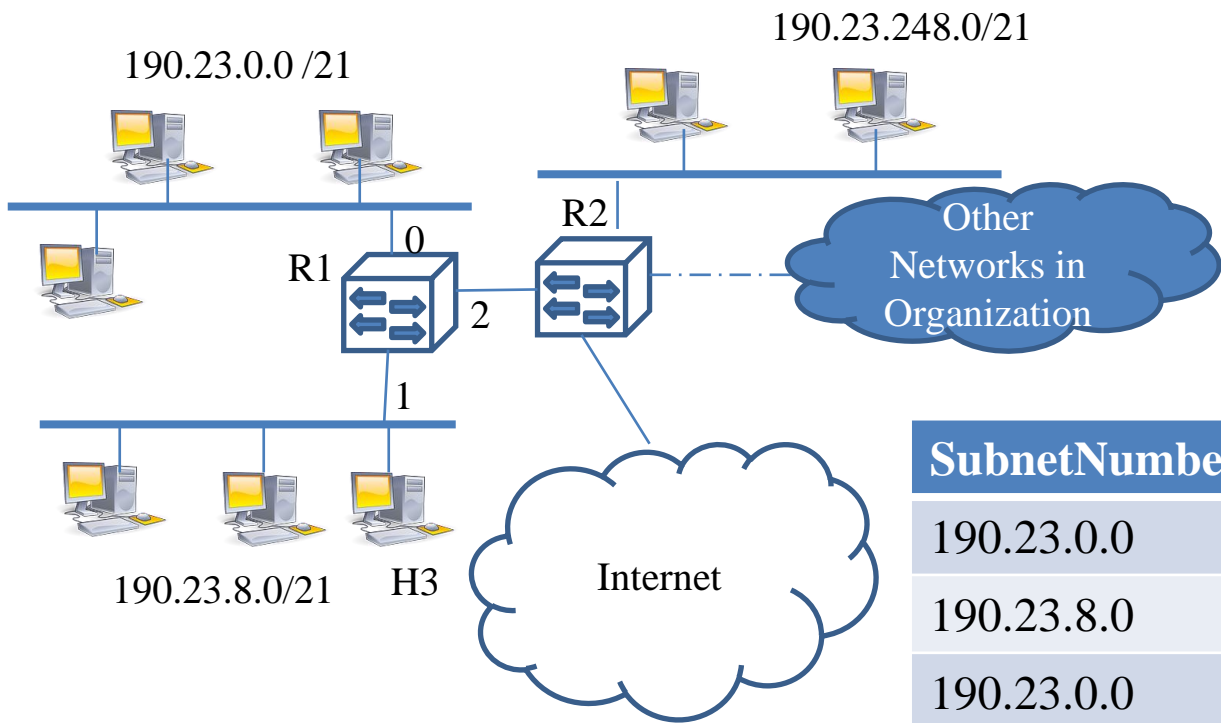 190.23.0.0 /21
190.23.248.0/21
R2
Other
Networks in
Organization
0
R1
2
1
190.23.8.0/21
H3
Internet
SubnetNumbe
190.23.0.0
190.23.8.0
190.23.0.0